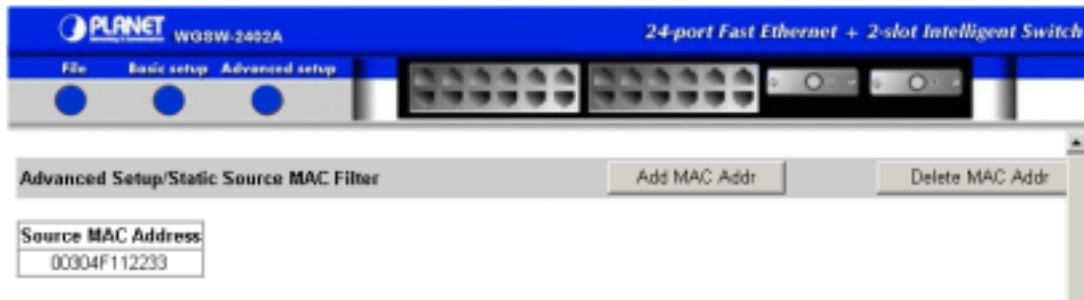 PLANET WGSW-2402A
24-port Fast Ethernet + 2-slot Intelligent Switch
File Basic setup Advanced setup
Advanced Setup/Static Source MAC Filter
Add MAC Addr
Delete MAC Addr
Source MAC Address
00304F112233